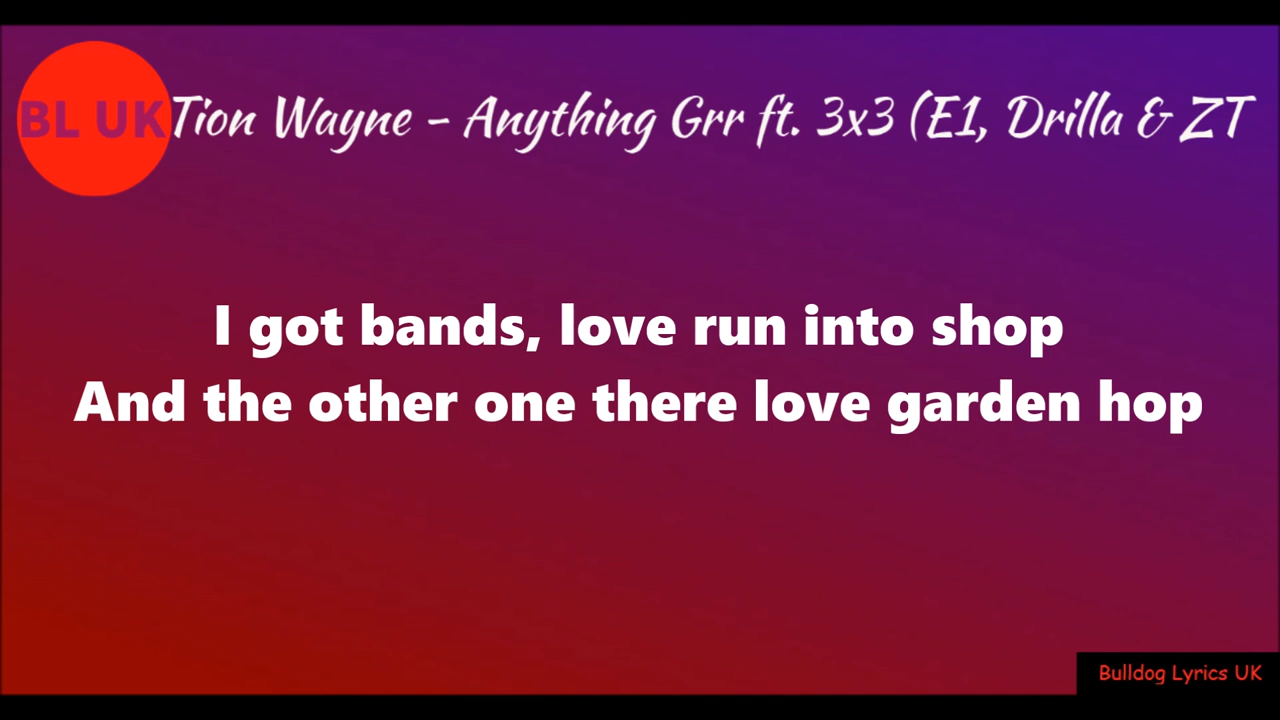 BL UK
Tion Wayne - Anything Grr ft. 3x3 (E1, Drilla & ZT
I got bands, love run into shop
And the other one there love garden hop
Bulldog Lyrics UK